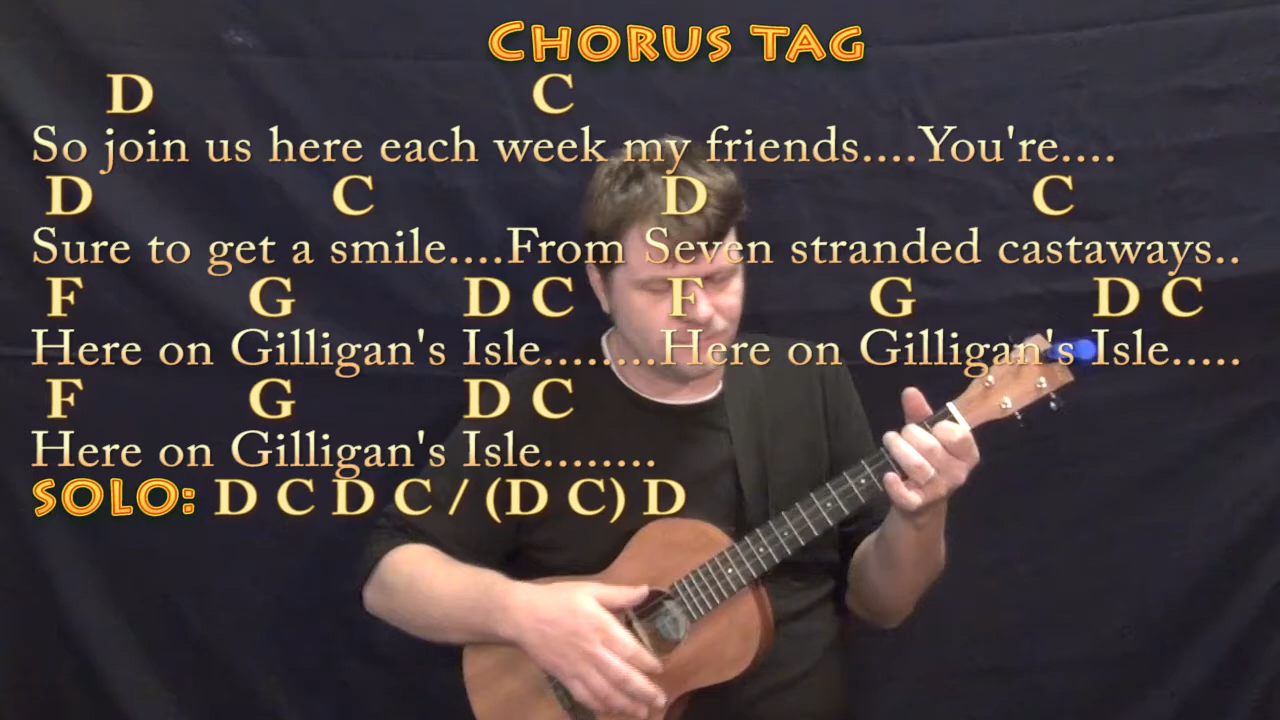 CHORUS TAG
D C
So join us here each week my friends....You're....
D C D C
Sure to get a smile....From Seven stranded castaways..
F G D C F G D C
Here on Gilligan's Isle........Here on Gilligan's Isle.....
F G D C
Here on Gilligan's Isle........
SOLO: D C D C / (D C) D